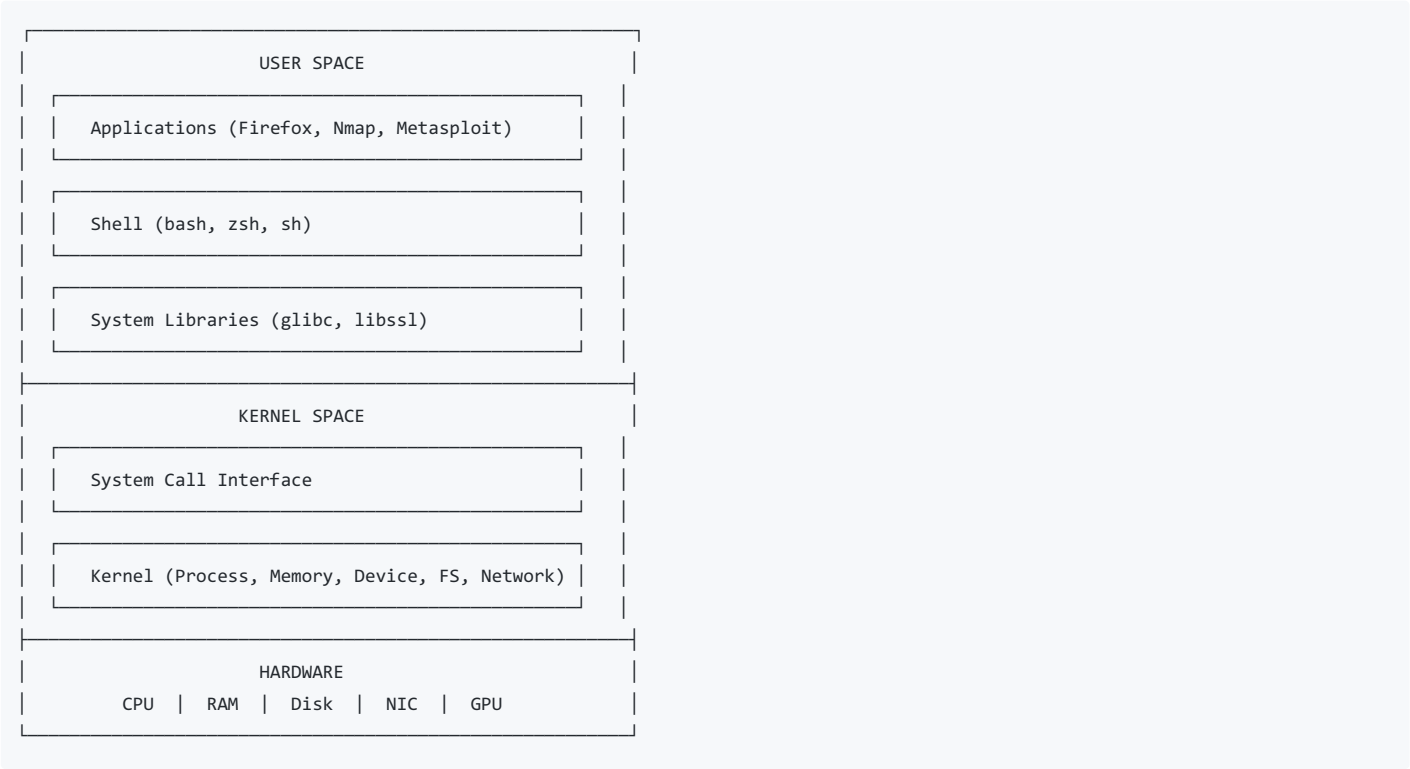 USER SPACE
Applications (Firefox, Nmap, Metasploit)
Shell (bash, zsh, sh)
System Libraries (glibc, libssl)
KERNEL SPACE
System Call Interface
Kernel (Process, Memory, Device, FS, Network)
HARDWARE
CPU │ RAM │ Disk │ NIC │ GPU